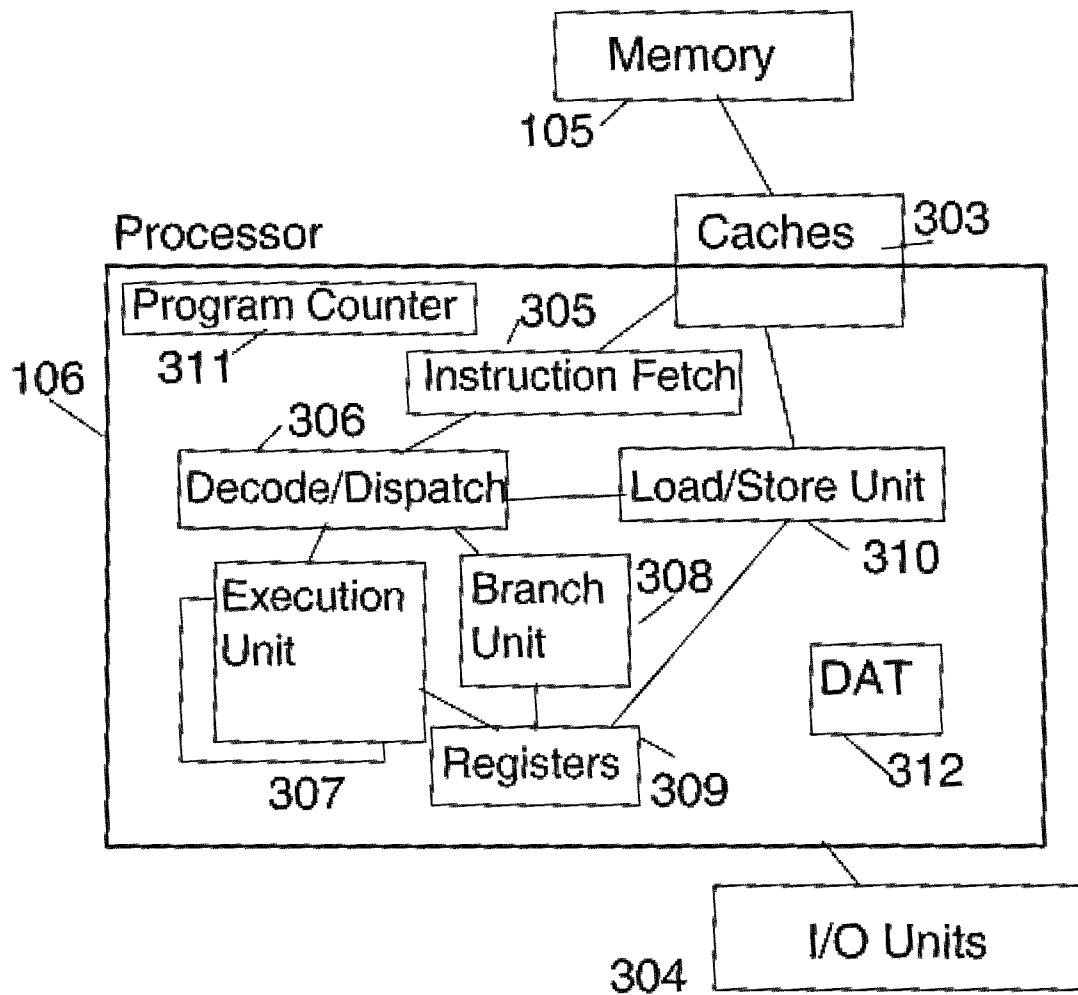 Memory
105
Caches
303
Processor
Program Counter
311
305
Instruction Fetch
106
306
Decode/Dispatch
Load/Store Unit
310
Execution
Unit
Branch
Unit
308
DAT
312
Registers
309
307
I/O Units
304